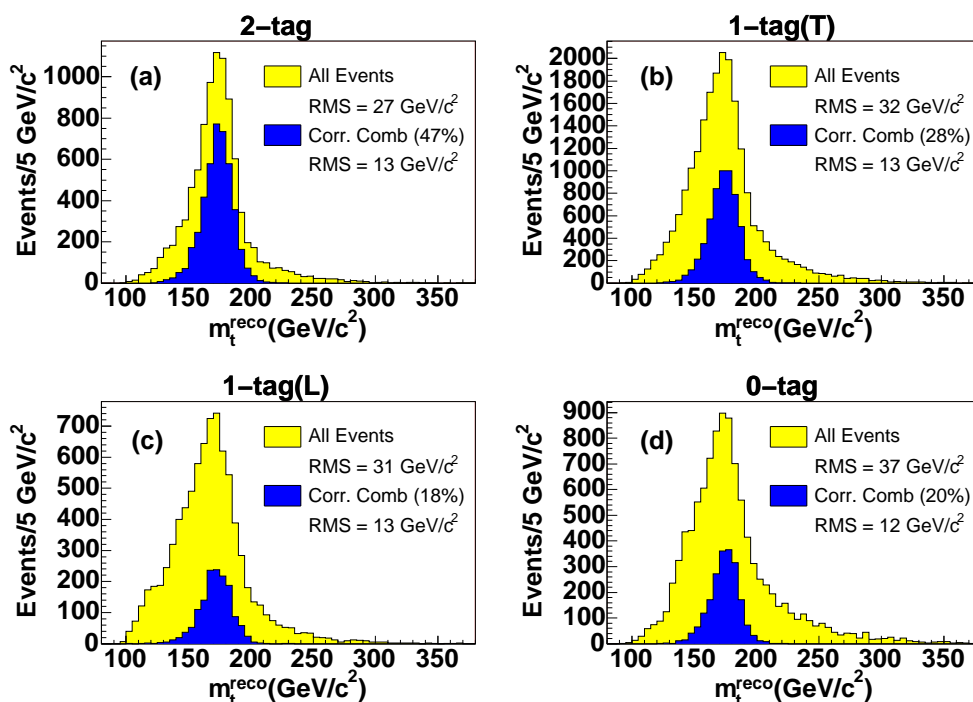 2−tag
(a)
All Events
RMS = 27 GeV/c²
Corr. Comb (47%)
RMS = 13 GeV/c²
Events/5 GeV/c²
0
200
400
600
800
1000
100 150 200 250 300 350
m_t^reco(GeV/c²)
1−tag(T)
(b)
All Events
RMS = 32 GeV/c²
Corr. Comb (28%)
RMS = 13 GeV/c²
Events/5 GeV/c²
0
200
400
600
800
1000
1200
1400
1600
1800
2000
100 150 200 250 300 350
m_t^reco(GeV/c²)
1−tag(L)
(c)
All Events
RMS = 31 GeV/c²
Corr. Comb (18%)
RMS = 13 GeV/c²
Events/5 GeV/c²
0
100
200
300
400
500
600
700
100 150 200 250 300 350
m_t^reco(GeV/c²)
0−tag
(d)
All Events
RMS = 37 GeV/c²
Corr. Comb (20%)
RMS = 12 GeV/c²
Events/5 GeV/c²
0
100
200
300
400
500
600
700
800
900
100 150 200 250 300 350
m_t^reco(GeV/c²)